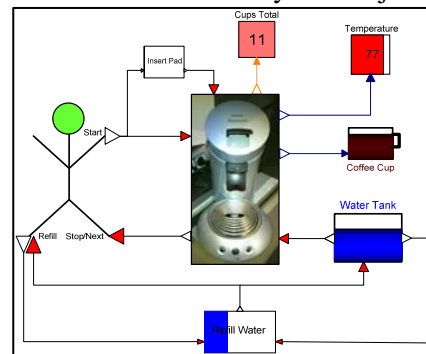 Cups Total
11
Temperature
77
Insert Pad
Start
Coffee Cup
Water Tank
Refill
Stop/Next
Refill Water